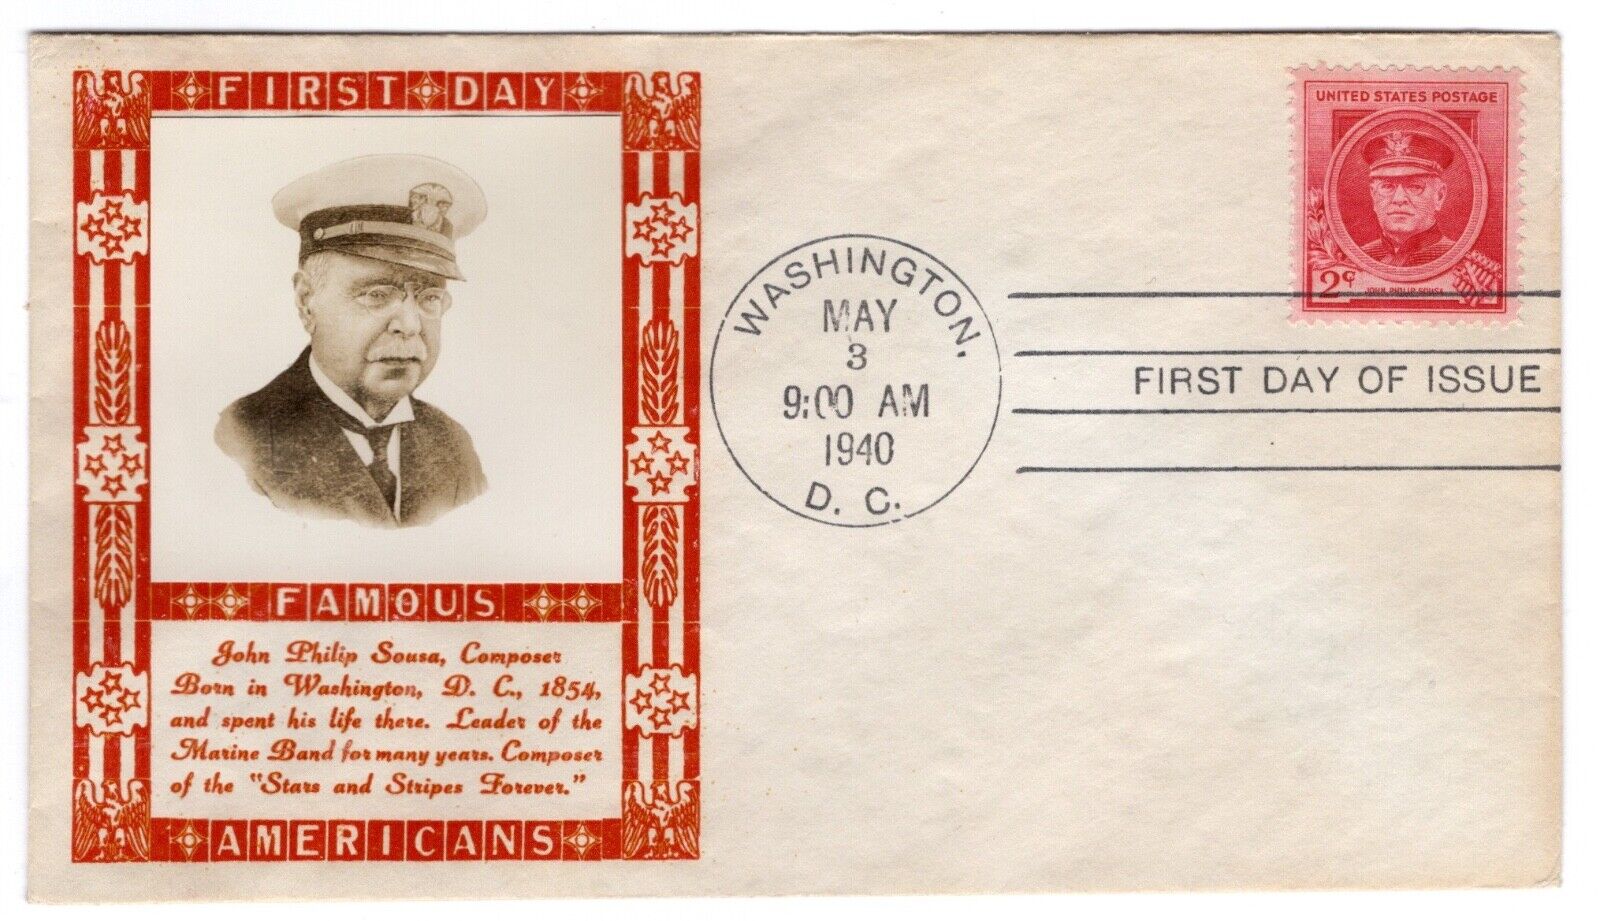 FIRST DAY
FAMOUS
John Philip Sousa, Composer
Born in Washington, D. C., 1854,
and spent his life there. Leader of the
Marine Band for many years. Composer
of the "Stars and Stripes Forever."
AMERICANS
WASHINGTON,
MAY
3
9:00 AM
1940
D. C.
UNITED STATES POSTAGE
2¢
JOHN PHILIP SOUSA
FIRST DAY OF ISSUE